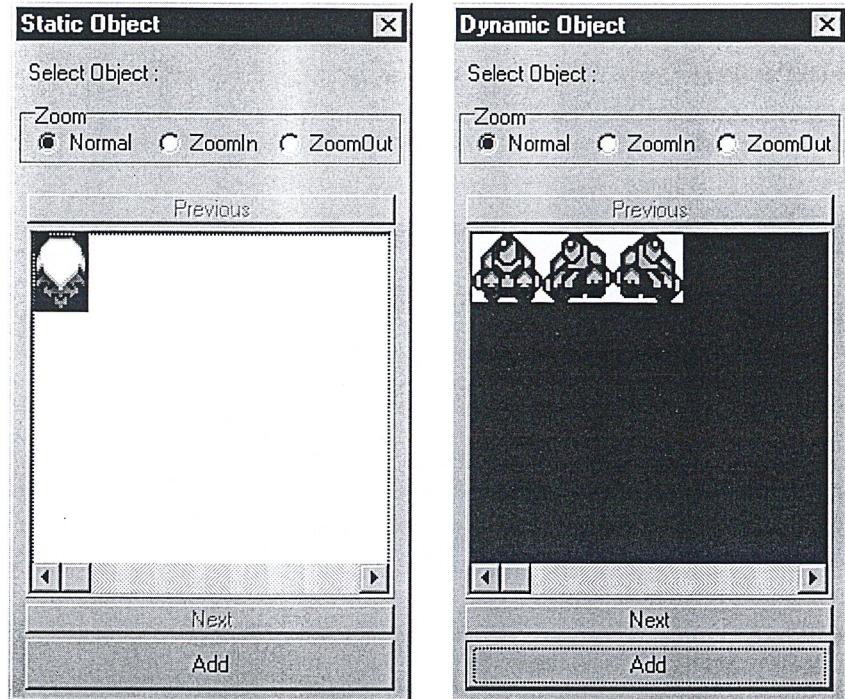 Static Object
Select Object :
Zoom
Normal ZoomIn ZoomOut
Previous
Next
Add
Dynamic Object
Select Object :
Zoom
Normal ZoomIn ZoomOut
Previous
Next
Add